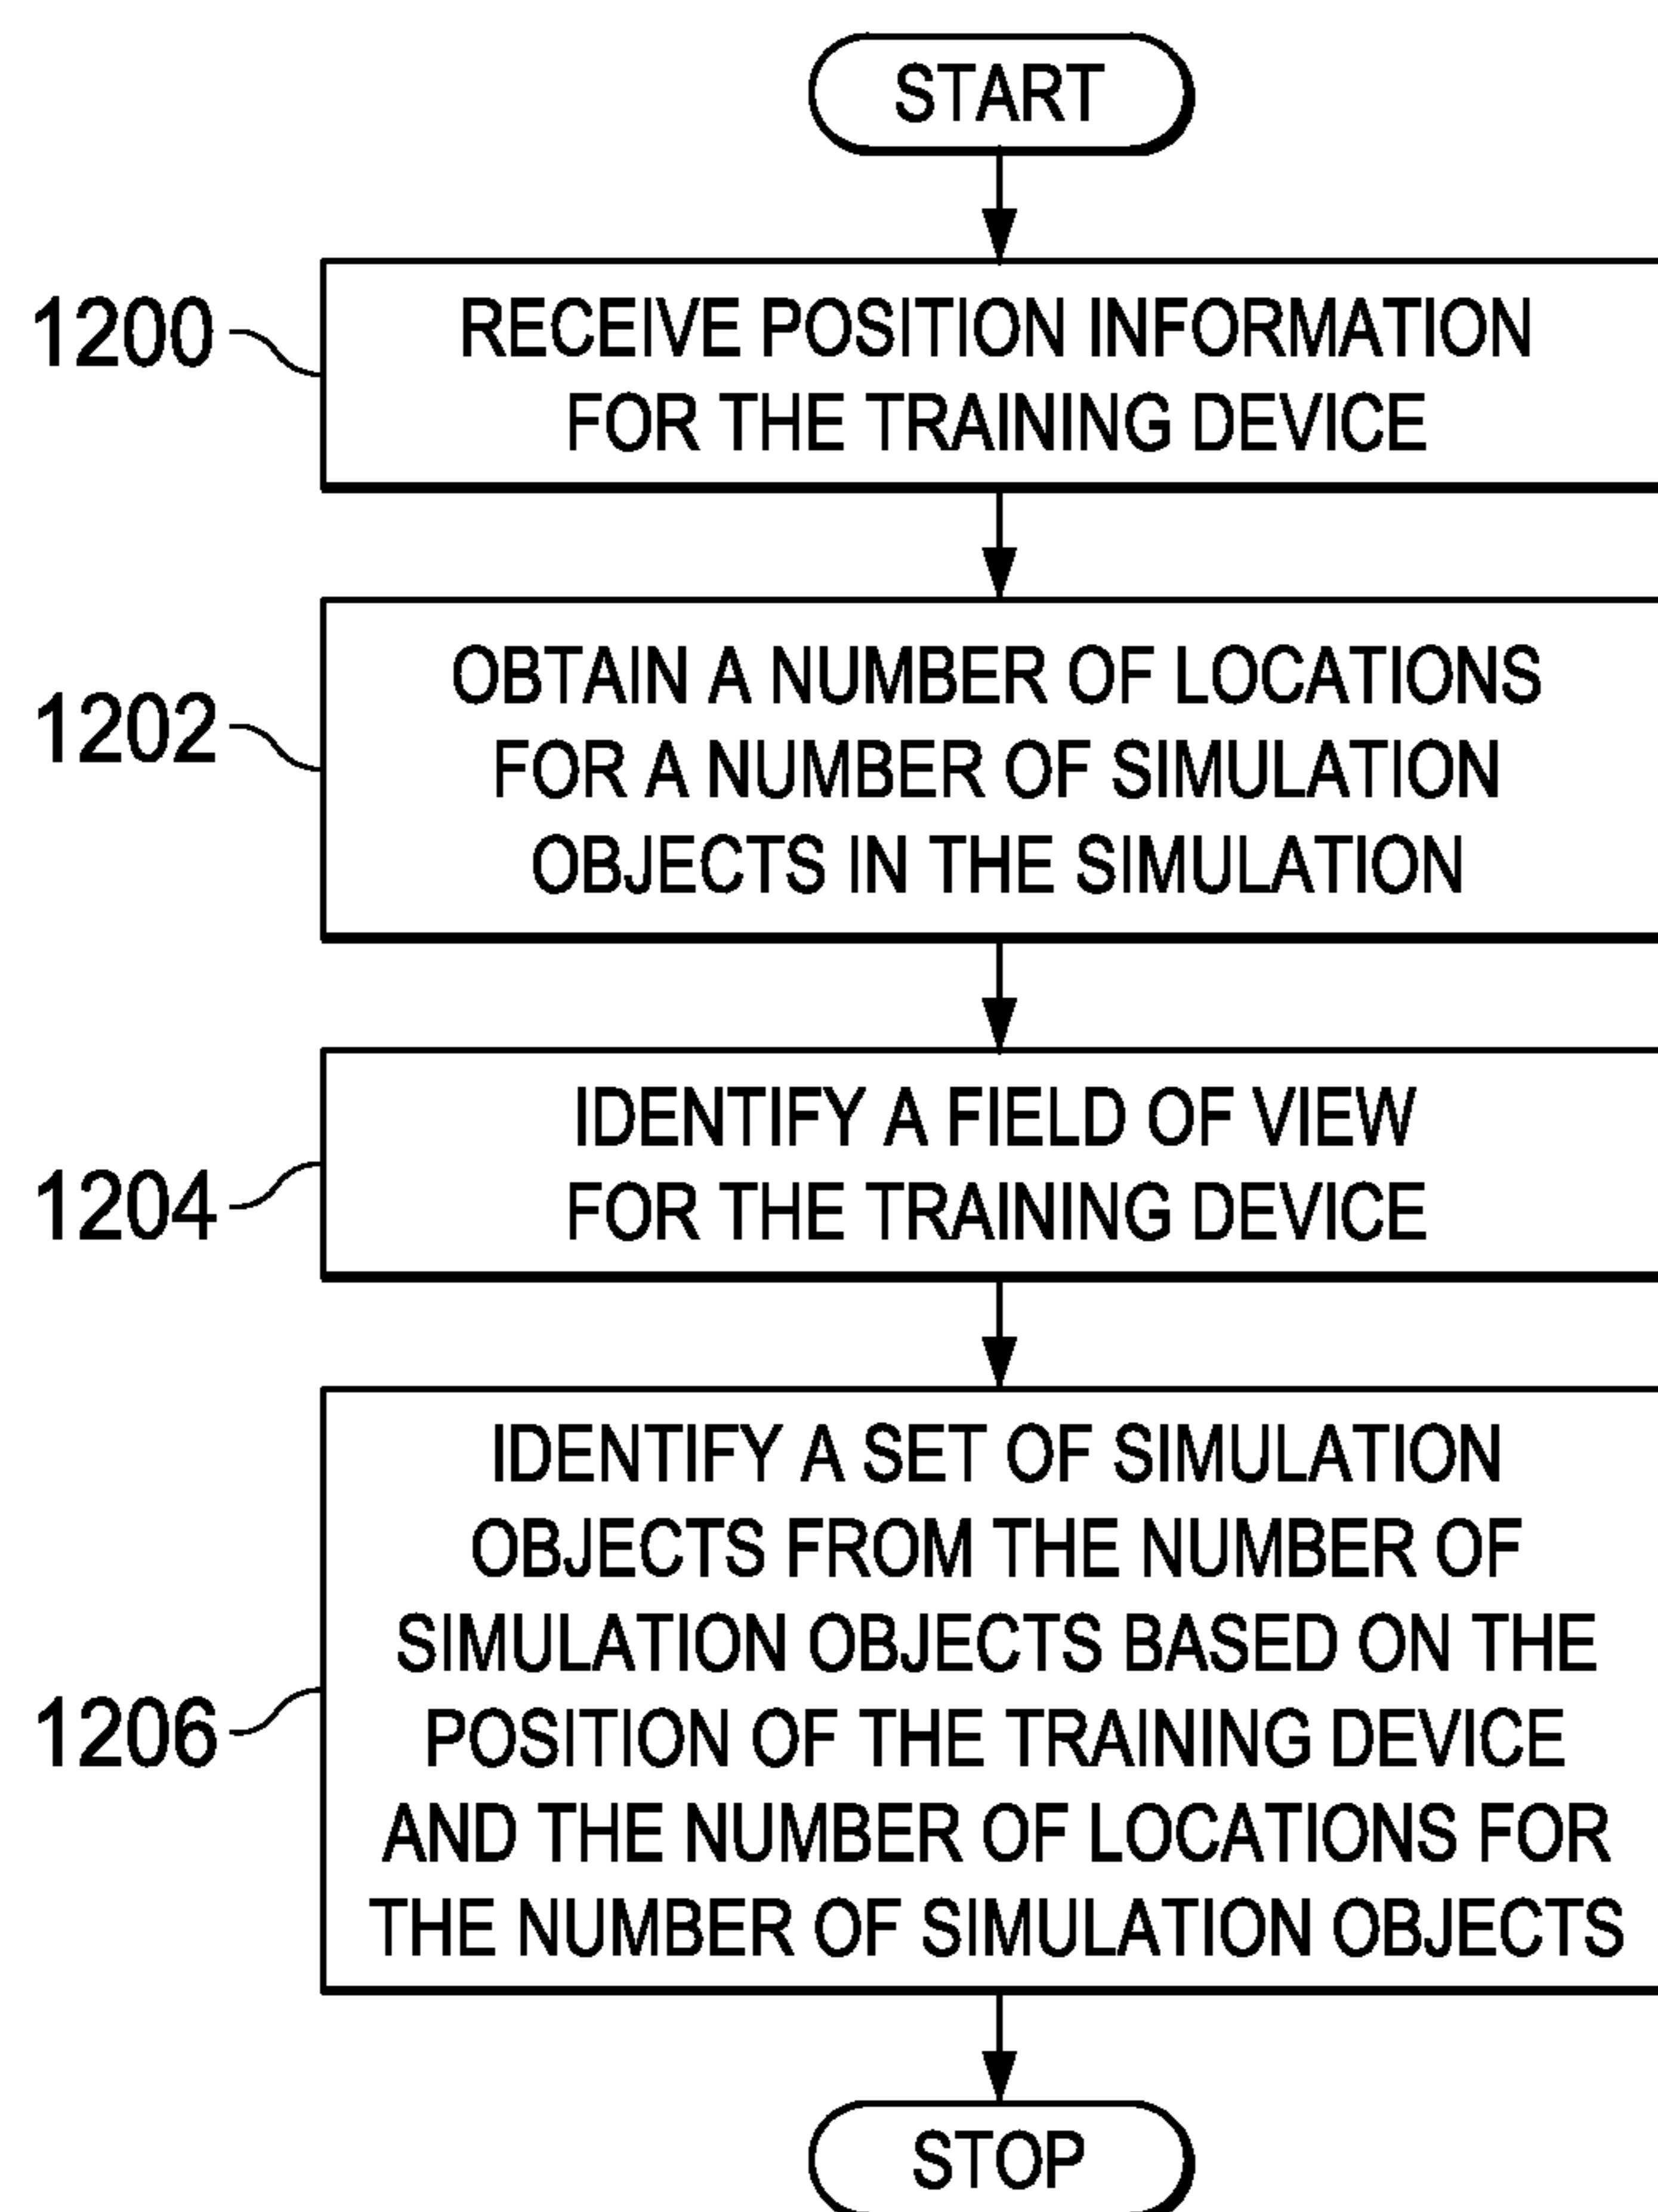 START
1200
RECEIVE POSITION INFORMATION
FOR THE TRAINING DEVICE
1202
OBTAIN A NUMBER OF LOCATIONS
FOR A NUMBER OF SIMULATION
OBJECTS IN THE SIMULATION
1204
IDENTIFY A FIELD OF VIEW
FOR THE TRAINING DEVICE
1206
IDENTIFY A SET OF SIMULATION
OBJECTS FROM THE NUMBER OF
SIMULATION OBJECTS BASED ON THE
POSITION OF THE TRAINING DEVICE
AND THE NUMBER OF LOCATIONS FOR
THE NUMBER OF SIMULATION OBJECTS
STOP